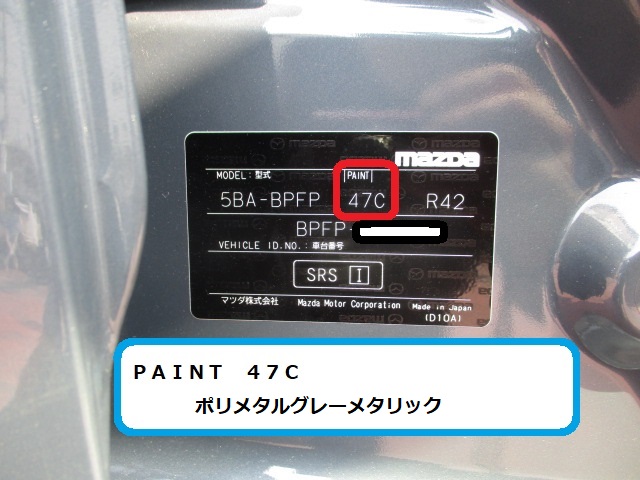 mazda
MODEL:型式 PAINT
5BA-BPFP 47C R42
BPFP-
VEHICLE ID.NO.:車台番号
SRS I
マツダ株式会社 Mazda Motor Corporation Made in Japan
(D10A)
ＰＡＩＮＴ　４７Ｃ
ポリメタルグレーメタリック